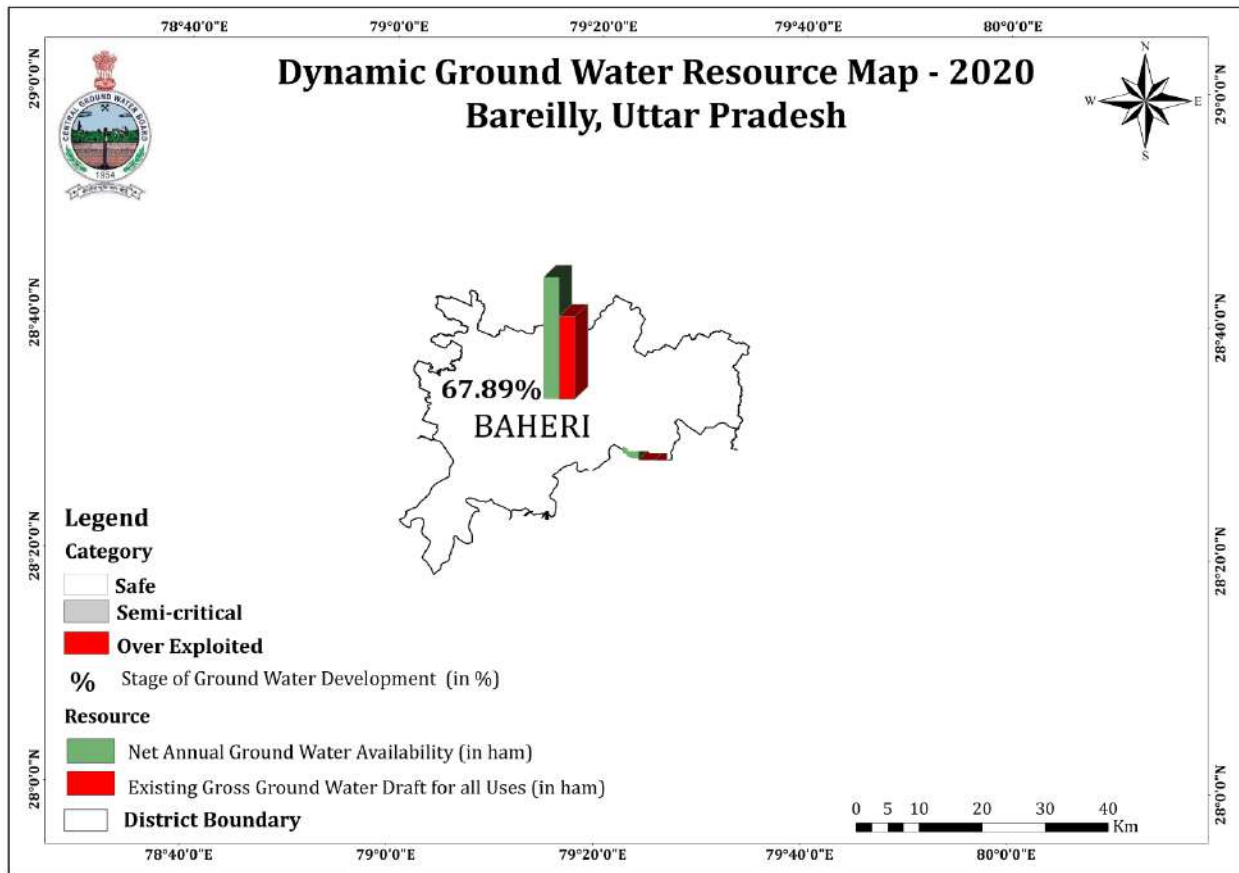 78°40'0"E 79°0'0"E 79°20'0"E 79°40'0"E 80°0'0"E
Dynamic Ground Water Resource Map - 2020
Bareilly, Uttar Pradesh
CENTRAL GROUND WATER BOARD
1954
N
W E
S
29°0'0"N 29°0'0"N
28°40'0"N 28°40'0"N
67.89%
BAHERI
28°20'0"N 28°20'0"N
Legend
Category
Safe
Semi-critical
Over Exploited
% Stage of Ground Water Development (in %)
Resource
Net Annual Ground Water Availability (in ham)
Existing Gross Ground Water Draft for all Uses (in ham)
District Boundary
28°0'0"N 28°0'0"N
0 5 10 20 30 40
Km
78°40'0"E 79°0'0"E 79°20'0"E 79°40'0"E 80°0'0"E